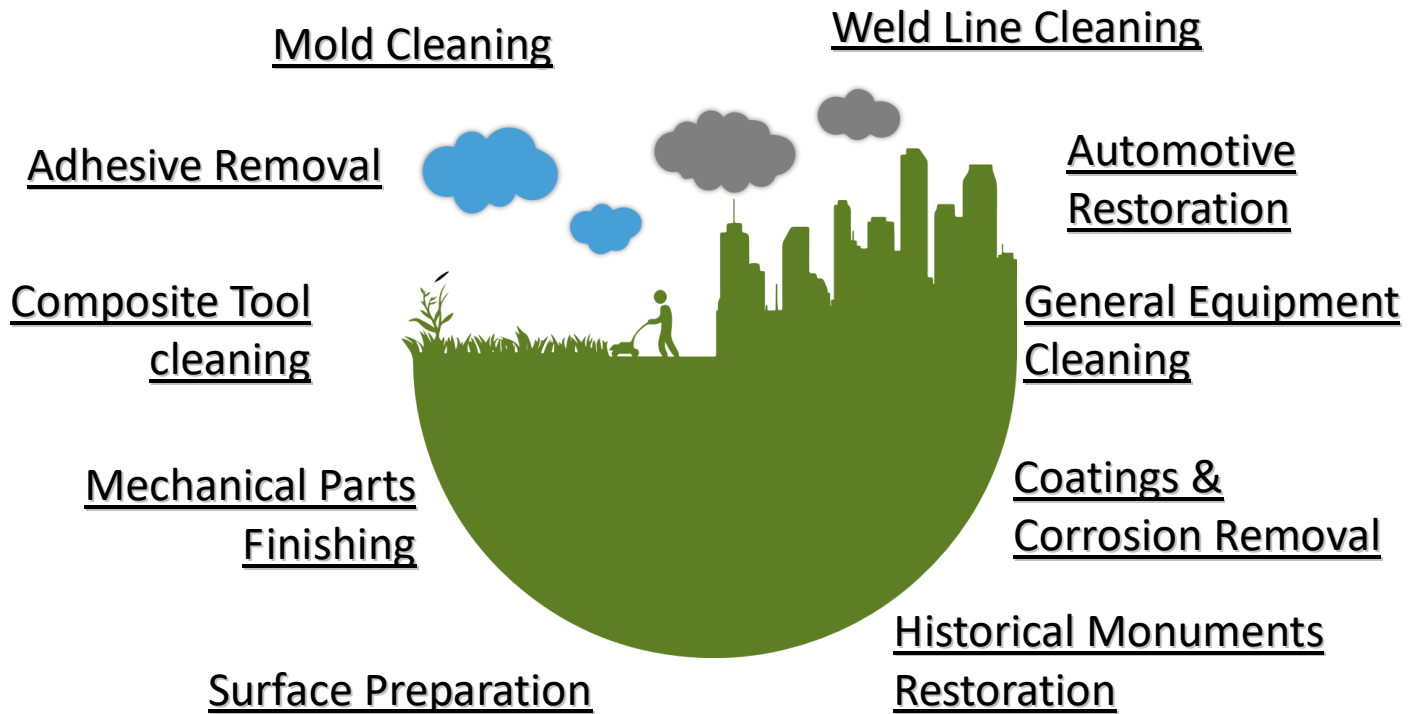 Mold Cleaning
Weld Line Cleaning
Adhesive Removal
Automotive
Restoration
Composite Tool
cleaning
General Equipment
Cleaning
Mechanical Parts
Finishing
Coatings &
Corrosion Removal
Historical Monuments
Restoration
Surface Preparation